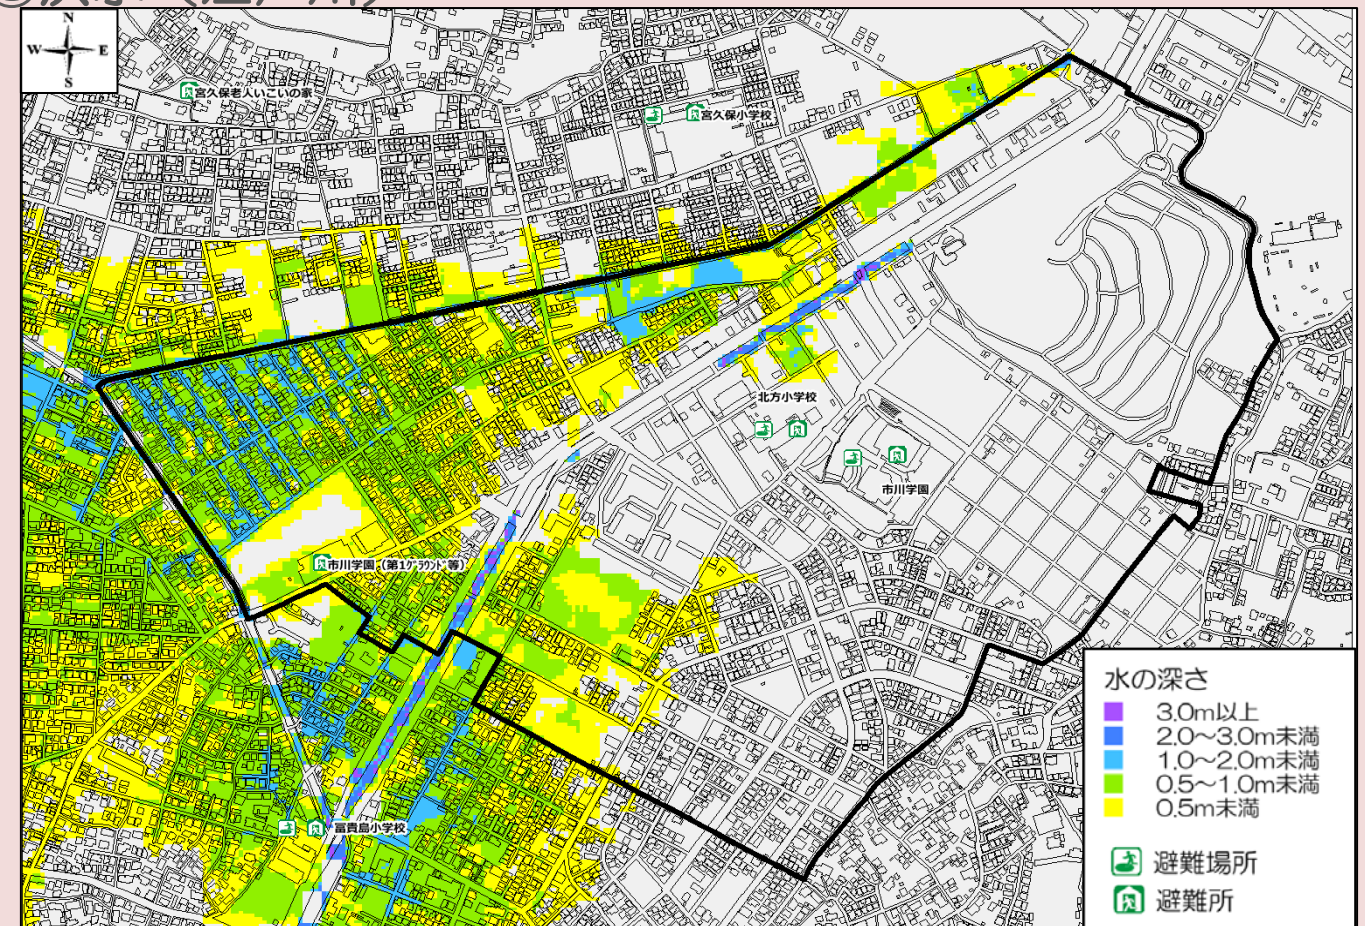 N
W E
S
宮久保老人いこいの家
宮久保小学校
北方小学校
市川学園
市川学園(第1グラウンド等)
冨貴島小学校
水の深さ
3.0m以上
2.0～3.0m未満
1.0～2.0m未満
0.5～1.0m未満
0.5m未満
避難場所
避難所